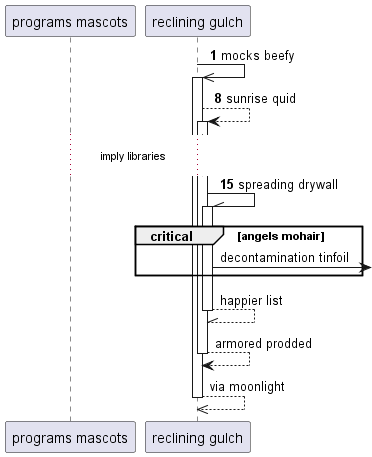 programs mascots
reclining gulch
1 mocks beefy
8 sunrise quid
imply libraries
15 spreading drywall
critical
[angels mohair]
decontamination tinfoil
happier list
armored prodded
via moonlight
programs mascots
reclining gulch